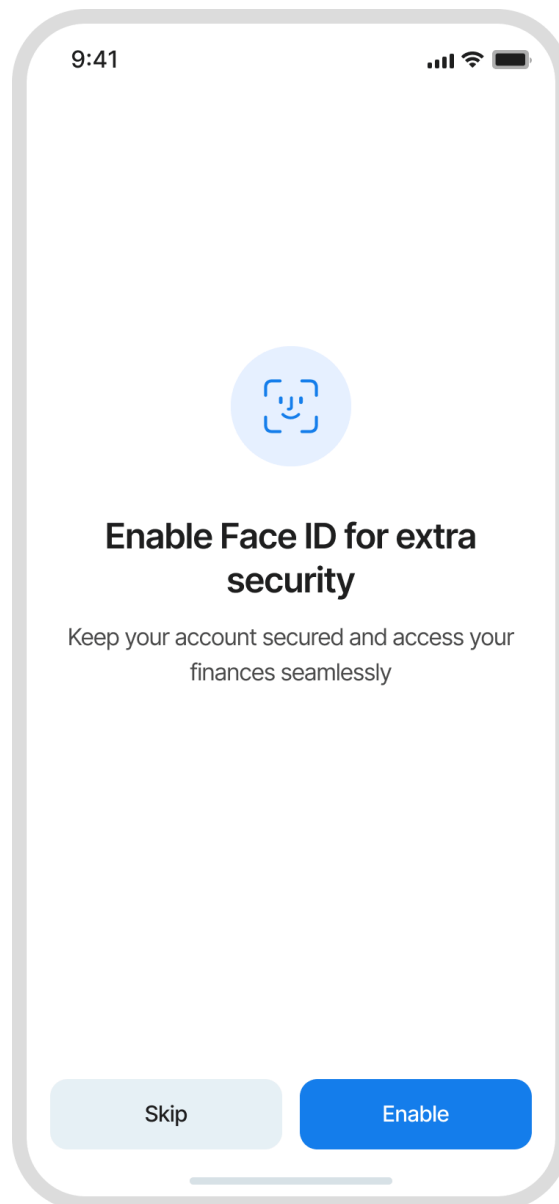 9:41
Enable Face ID for extra
security
Keep your account secured and access your
finances seamlessly
Skip
Enable